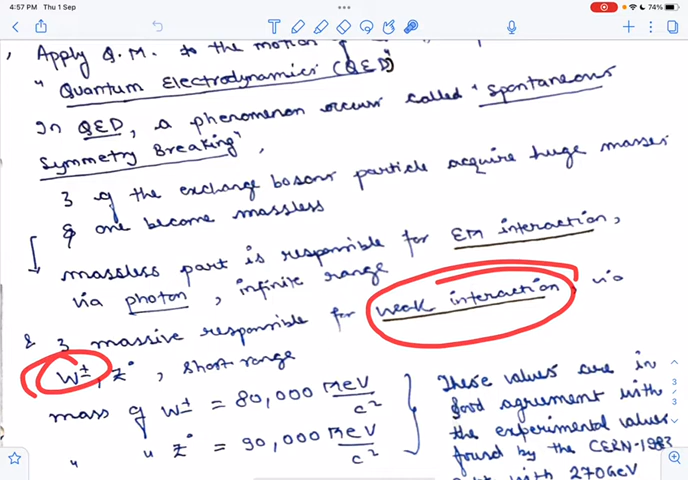 4:57 PM Thu 1 Sep
74%
, Apply Q.M. to the motion
"Quantum Electrodynamics (QED)"
In QED, a phenomenon occurs called "Spontaneous
Symmetry Breaking",
3 of the exchange bosons particle acquire huge masses
& one become massless
massless part is responsible for EM interaction,
via photon, infinite range
& 3 massive responsible for weak interaction, via
W±, Z°, short range
mass of W± = 80,000 MeV/c²
" " Z° = 90,000 MeV/c²
These values are in
good agreement with
the experimental values
found by the CERN-1983
with 270GeV